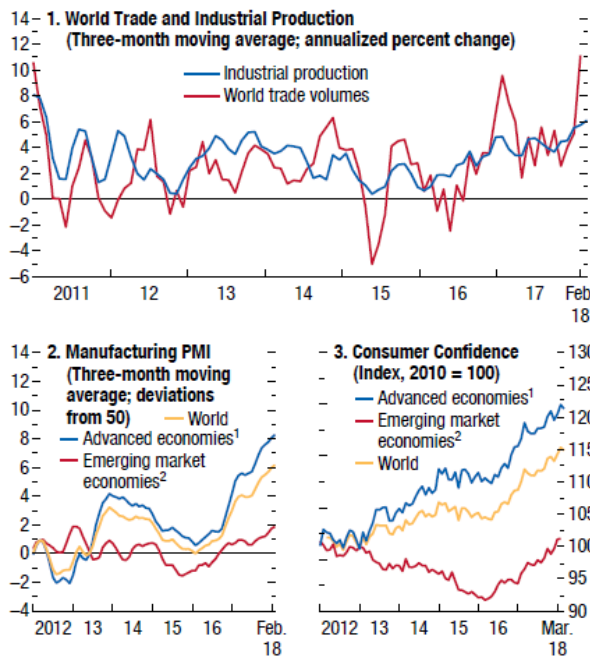 1. World Trade and Industrial Production
(Three-month moving average; annualized percent change)
Industrial production
World trade volumes
14
12
10
8
6
4
2
0
−2
−4
−6
2011 12 13 14 15 16 17 Feb.
18
2. Manufacturing PMI
(Three-month moving
average; deviations
from 50)
World
Advanced economies1
Emerging market
economies2
14
12
10
8
6
4
2
0
−2
−4
2012 13 14 15 16 Feb.
18
3. Consumer Confidence
(Index, 2010 = 100)
Advanced economies1
Emerging market
economies2
World
130
125
120
115
110
105
100
95
90
2012 13 14 15 16 Mar.
18